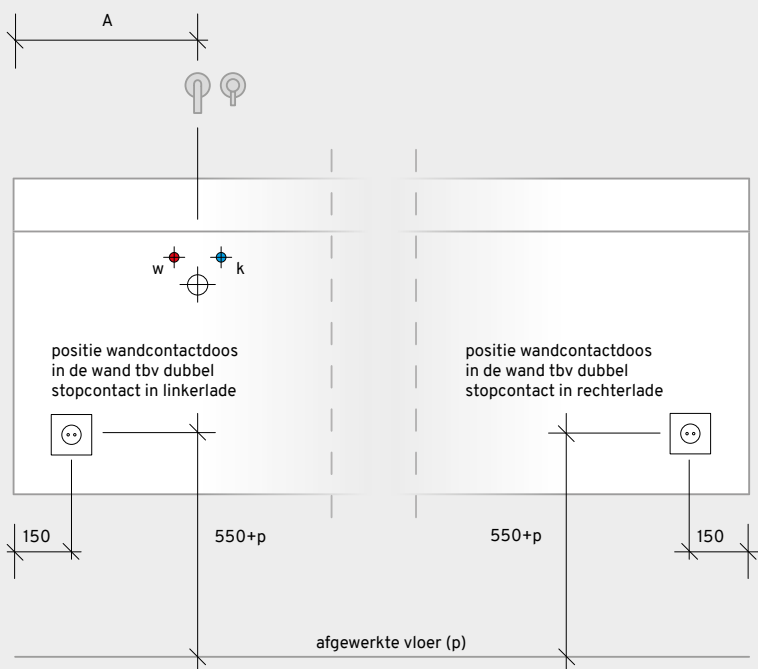 A
w
k
positie wandcontactdoos
in de wand tbv dubbel
stopcontact in linkerlade
positie wandcontactdoos
in de wand tbv dubbel
stopcontact in rechterlade
150
550+p
550+p
150
afgewerkte vloer (p)